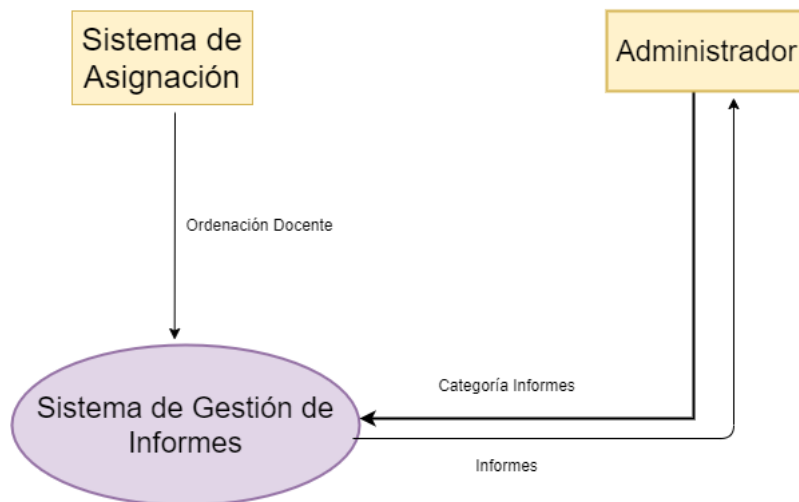 Sistema de
Asignación
Administrador
Ordenación Docente
Categoría Informes
Sistema de Gestión de
Informes
Informes